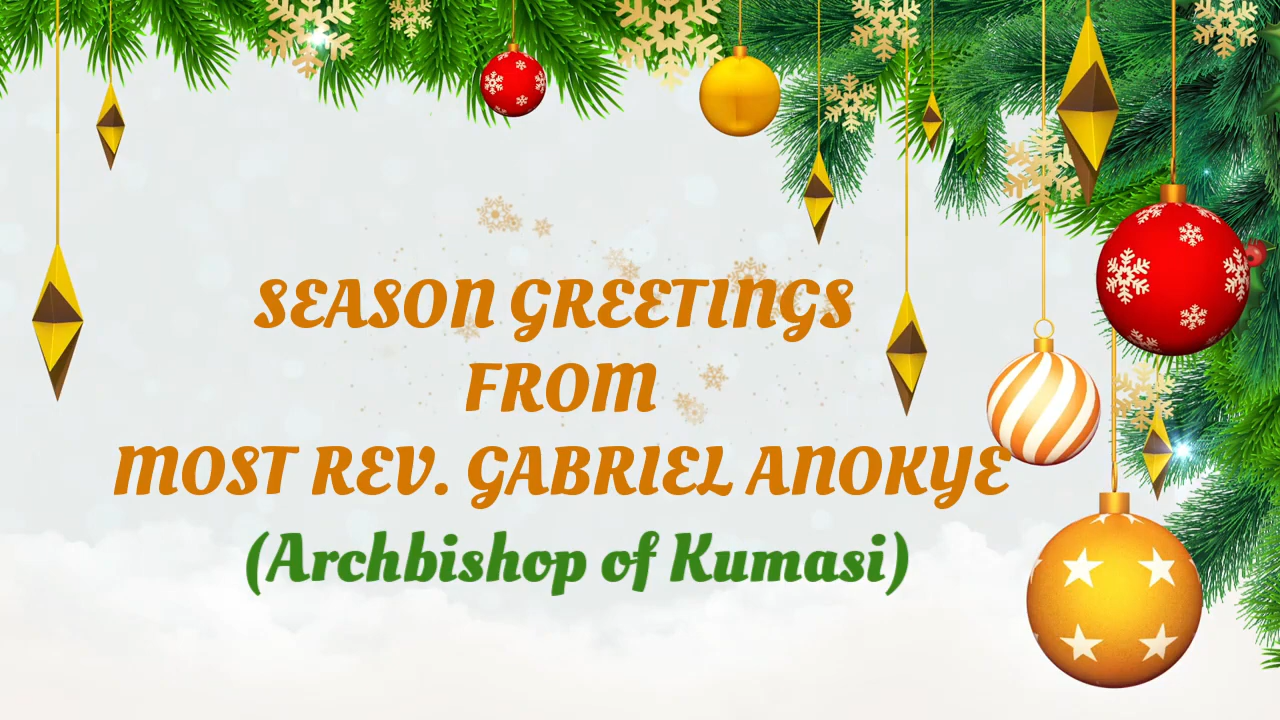 SEASON GREETINGS
FROM
MOST REV. GABRIEL ANOKYE
(Archbishop of Kumasi)